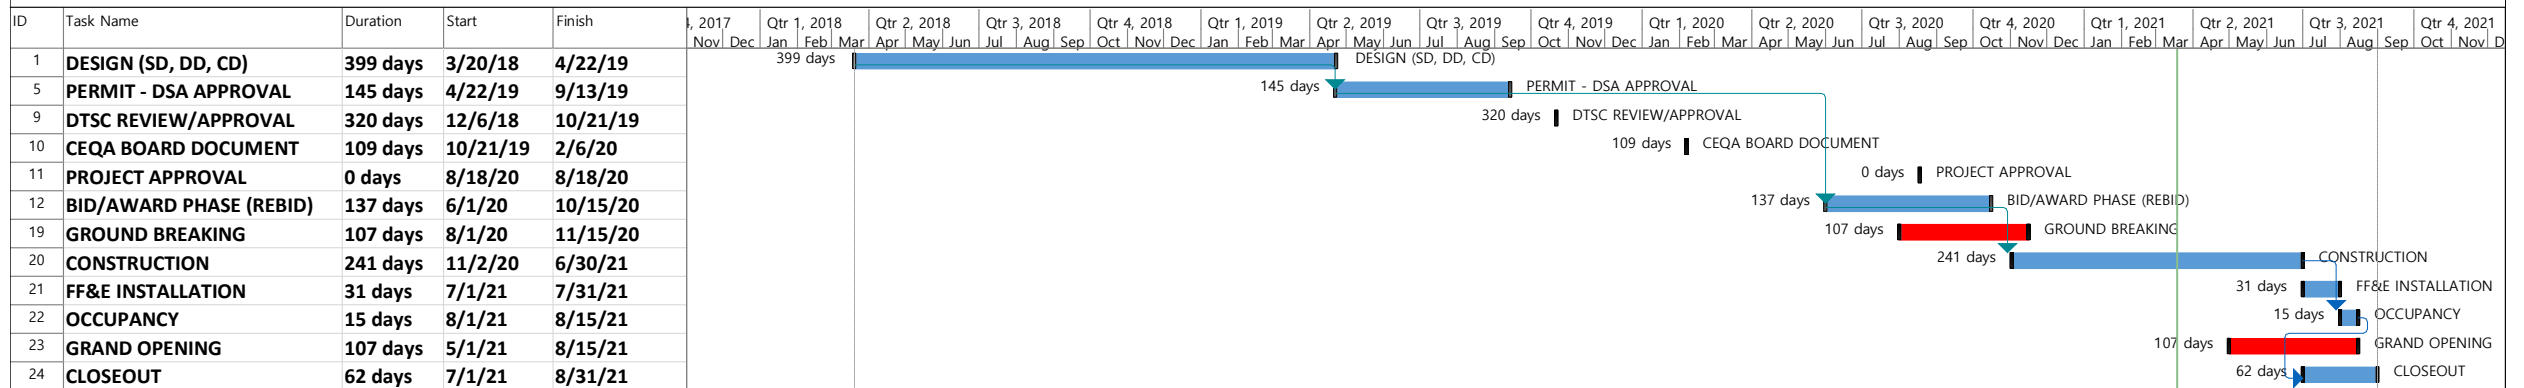 ID Task Name Duration Start Finish 4, 2017 Qtr 1, 2018 Qtr 2, 2018 Qtr 3, 2018 Qtr 4, 2018 Qtr 1, 2019 Qtr 2, 2019 Qtr 3, 2019 Qtr 4, 2019 Qtr 1, 2020 Qtr 2, 2020 Qtr 3, 2020 Qtr 4, 2020 Qtr 1, 2021 Qtr 2, 2021 Qtr 3, 2021 Qtr 4, 2021
Nov Dec Jan Feb Mar Apr May Jun Jul Aug Sep Oct Nov Dec Jan Feb Mar Apr May Jun Jul Aug Sep Oct Nov Dec Jan Feb Mar Apr May Jun Jul Aug Sep Oct Nov Dec Jan Feb Mar Apr May Jun Jul Aug Sep Oct Nov D
1 DESIGN (SD, DD, CD) 399 days 3/20/18 4/22/19 399 days DESIGN (SD, DD, CD)
5 PERMIT - DSA APPROVAL 145 days 4/22/19 9/13/19 145 days PERMIT - DSA APPROVAL
9 DTSC REVIEW/APPROVAL 320 days 12/6/18 10/21/19 320 days DTSC REVIEW/APPROVAL
10 CEQA BOARD DOCUMENT 109 days 10/21/19 2/6/20 109 days CEQA BOARD DOCUMENT
11 PROJECT APPROVAL 0 days 8/18/20 8/18/20 0 days PROJECT APPROVAL
12 BID/AWARD PHASE (REBID) 137 days 6/1/20 10/15/20 137 days BID/AWARD PHASE (REBID)
19 GROUND BREAKING 107 days 8/1/20 11/15/20 107 days GROUND BREAKING
20 CONSTRUCTION 241 days 11/2/20 6/30/21 241 days CONSTRUCTION
21 FF&E INSTALLATION 31 days 7/1/21 7/31/21 31 days FF&E INSTALLATION
22 OCCUPANCY 15 days 8/1/21 8/15/21 15 days OCCUPANCY
23 GRAND OPENING 107 days 5/1/21 8/15/21 107 days GRAND OPENING
24 CLOSEOUT 62 days 7/1/21 8/31/21 62 days CLOSEOUT